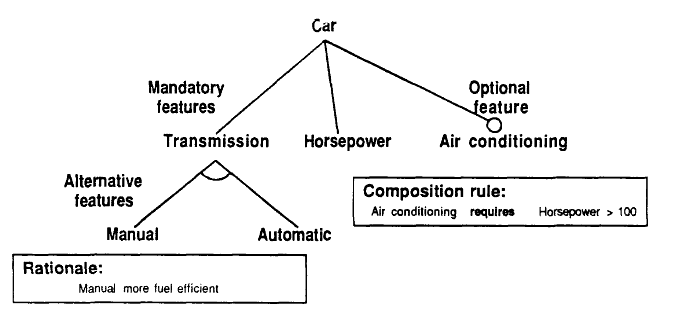 Car
Mandatory
features
Optional
feature
Transmission
Horsepower
Air conditioning
Alternative
features
Manual
Automatic
Composition rule:
Air conditioning requires Horsepower > 100
Rationale:
Manual more fuel efficient